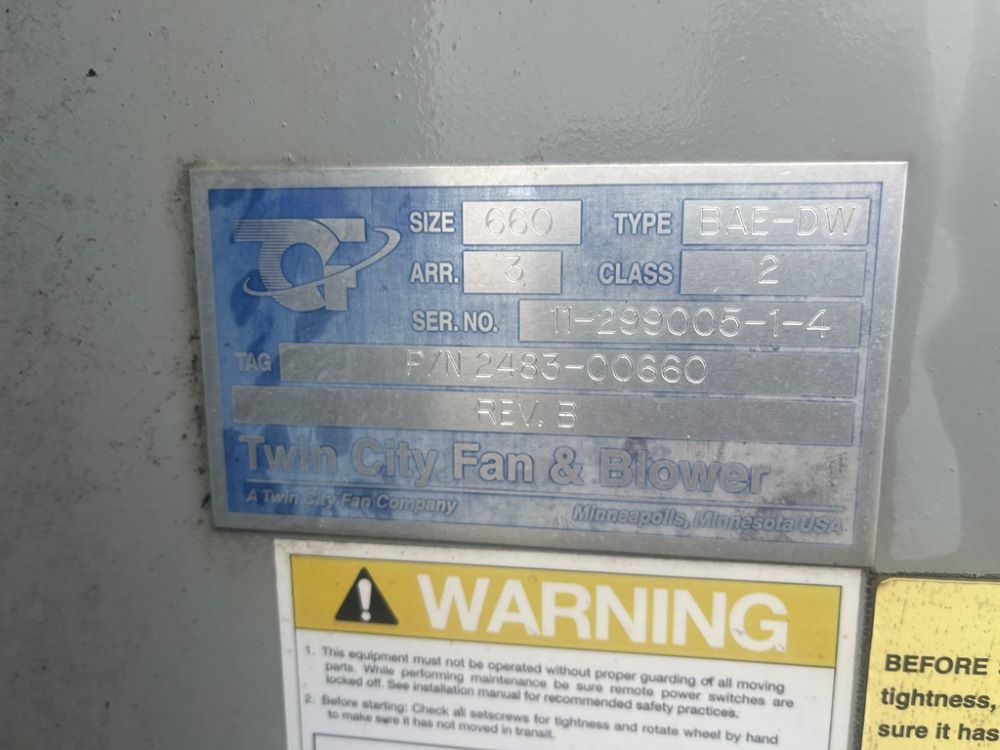 SIZE 660 TYPE BAE-DW
ARR. 3 CLASS 2
SER. NO. 11-299005-1-4
TAG P/N 2483-00660
REV. B
Twin City Fan & Blower
A Twin City Fan Company Minneapolis, Minnesota USA
WARNING
1. This equipment must not be operated without proper guarding of all moving
parts. While performing maintenance be sure remote power switches are
locked off. See installation manual for recommended safety practices.
2. Before starting: Check all setscrews for tightness and rotate wheel by hand
to make sure it has not moved in transit.
BEFORE
tightness,
sure it has